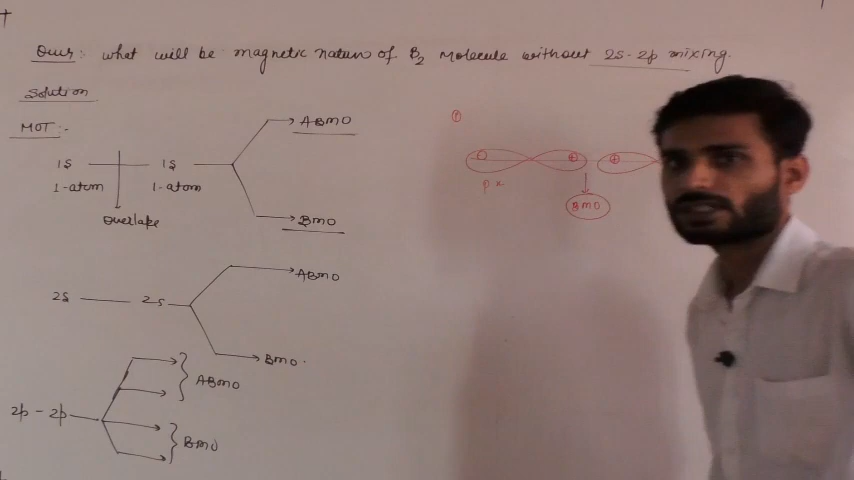 Ques: what will be magnetic nature of B2 Molecule without 2s-2p mixing.
Solution
MOT:-
1s 1s ABMO
1-atom 1-atom
Overlape
BMO
2s 2s ABMO
BMO
2p - 2p ABMO
BMO
+ +
px
BMO